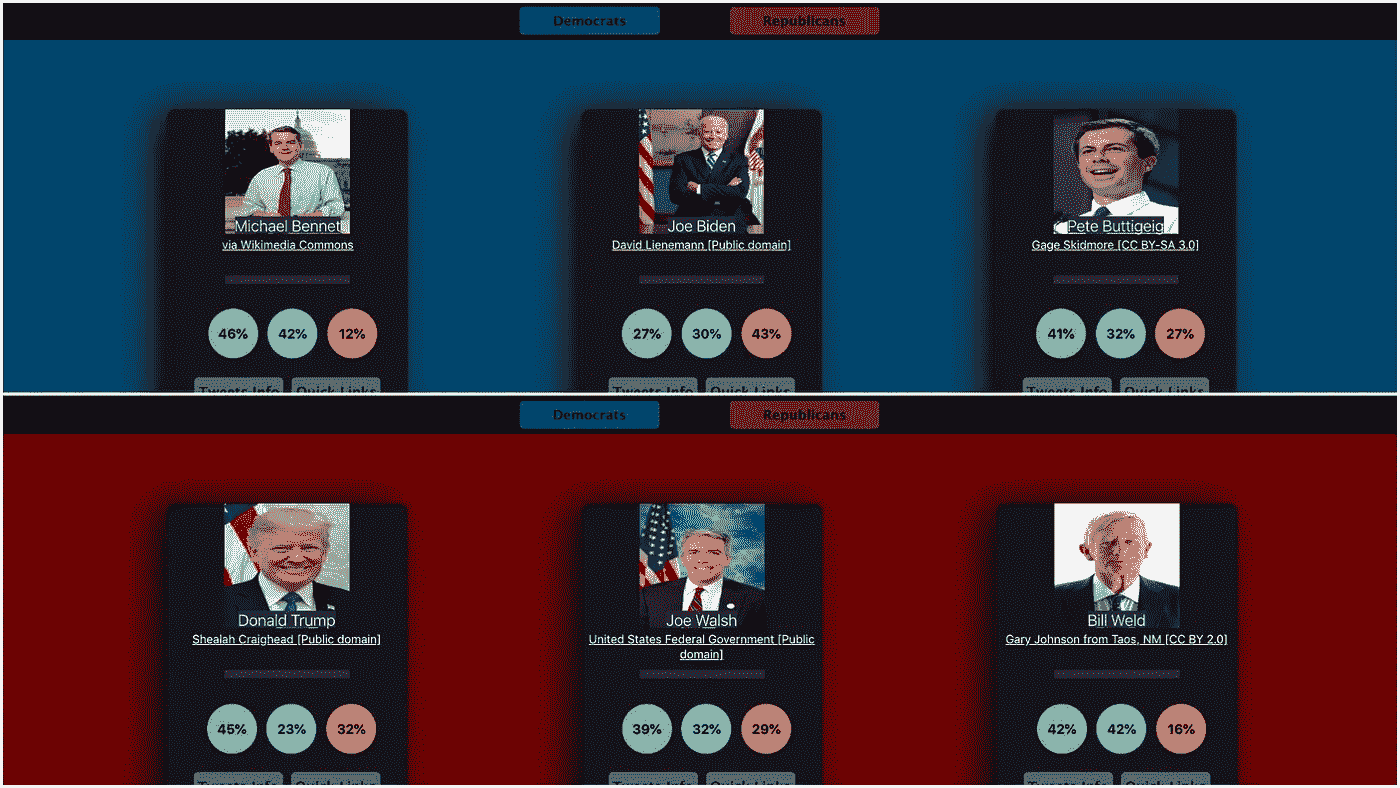 Democrats Republicans
Michael Bennet Joe Biden Pete Buttigeig
via Wikimedia Commons David Lienemann [Public domain] Gage Skidmore [CC BY-SA 3.0]
46% 42% 12% 27% 30% 43% 41% 32% 27%
Tweets Info Quick Links Tweets Info Quick Links Tweets Info Quick Links
Democrats Republicans
Donald Trump Joe Walsh Bill Weld
Shealah Craighead [Public domain] United States Federal Government [Public Gary Johnson from Taos, NM [CC BY 2.0]
domain]
45% 23% 32% 39% 32% 29% 42% 42% 16%
Tweets Info Quick Links Tweets Info Quick Links Tweets Info Quick Links